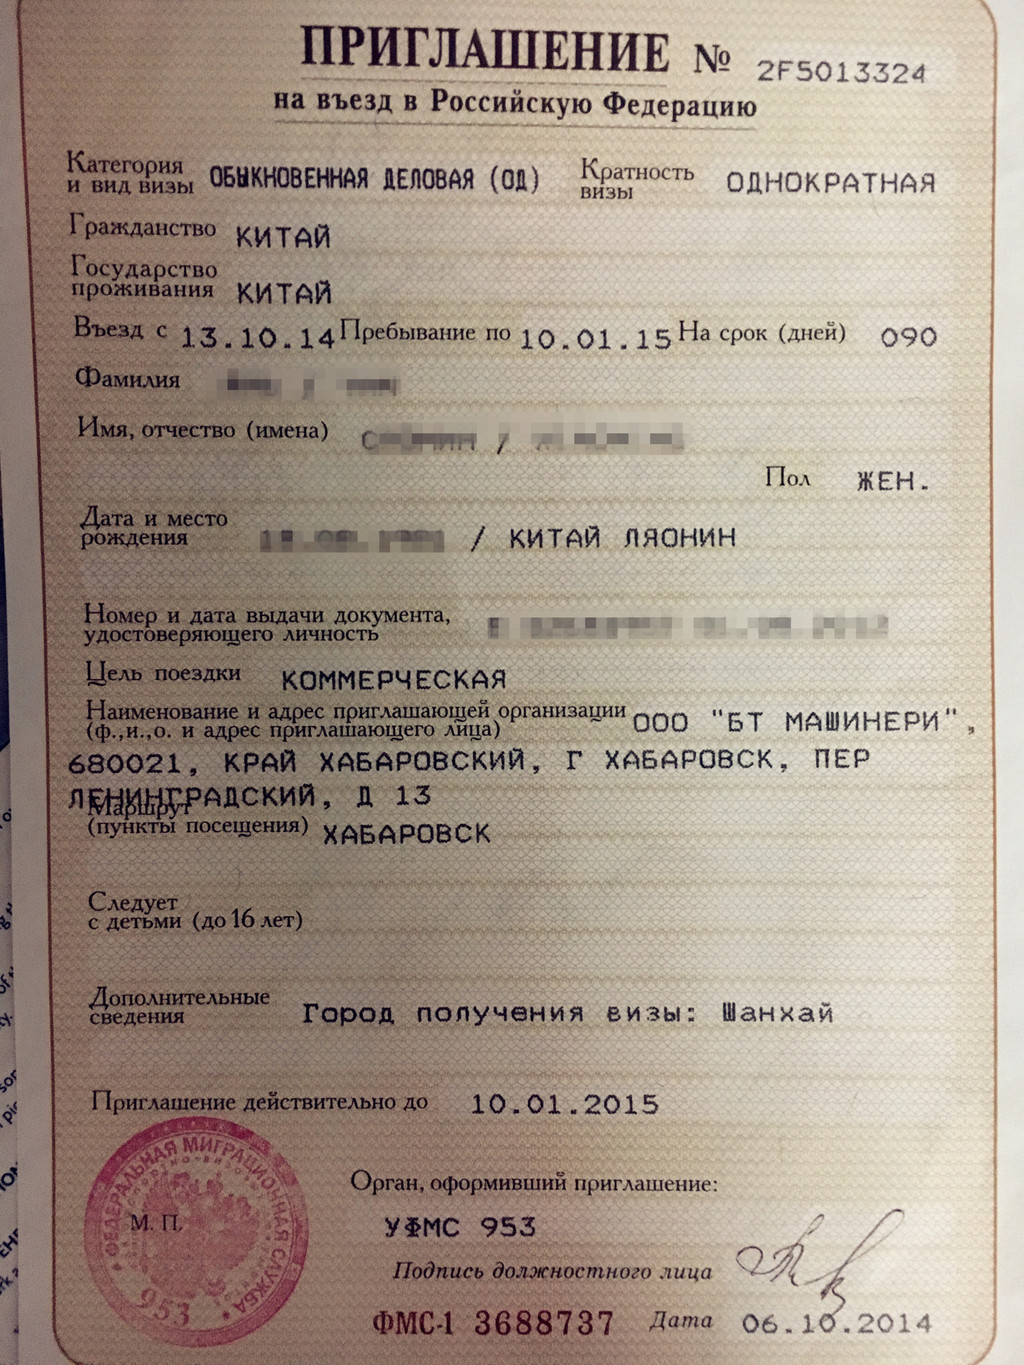 ПРИГЛАШЕНИЕ № 2F5013324
на въезд в Российскую Федерацию
Категория и вид визы ОБЫКНОВЕННАЯ ДЕЛОВАЯ (ОД) Кратность визы ОДНОКРАТНАЯ
Гражданство КИТАЙ
Государство проживания КИТАЙ
Въезд с 13.10.14 Пребывание по 10.01.15 На срок (дней) 090
Фамилия
Имя, отчество (имена)
Пол ЖЕН.
Дата и место рождения / КИТАЙ ЛЯОНИН
Номер и дата выдачи документа,
удостоверяющего личность
Цель поездки КОММЕРЧЕСКАЯ
Наименование и адрес приглашающей организации
(ф.,и.,о. и адрес приглашающего лица) ООО "БТ МАШИНЕРИ",
680021, КРАЙ ХАБАРОВСКИЙ, Г ХАБАРОВСК, ПЕР
ЛЕНИНГРАДСКИЙ, Д 13
Маршрут
(пункты посещения) ХАБАРОВСК
Следует
с детьми (до 16 лет)
Дополнительные
сведения Город получения визы: Шанхай
Приглашение действительно до 10.01.2015
ФЕДЕРАЛЬНАЯ МИГРАЦИОННАЯ СЛУЖБА
953
М. П.
Орган, оформивший приглашение:
УФМС 953
Подпись должностного лица
ФМС-1 3688737 Дата 06.10.2014